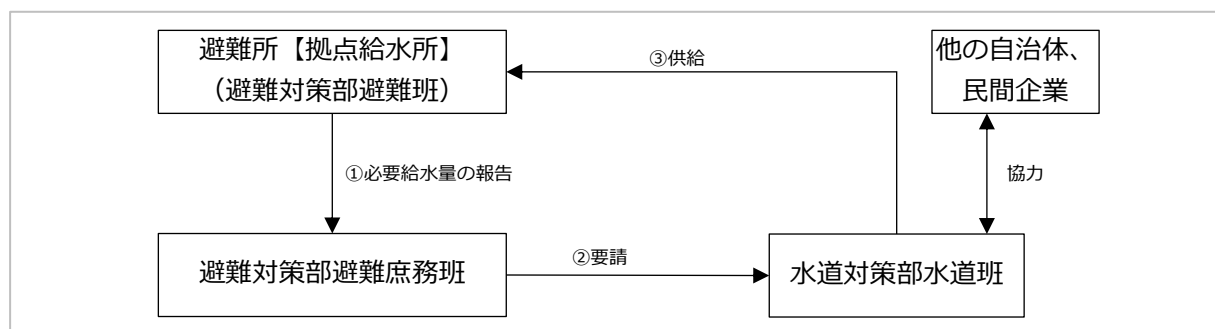 避難所【拠点給水所】
（避難対策部避難班）
③供給
他の自治体、
民間企業
①必要給水量の報告
協力
避難対策部避難庶務班
②要請
水道対策部水道班